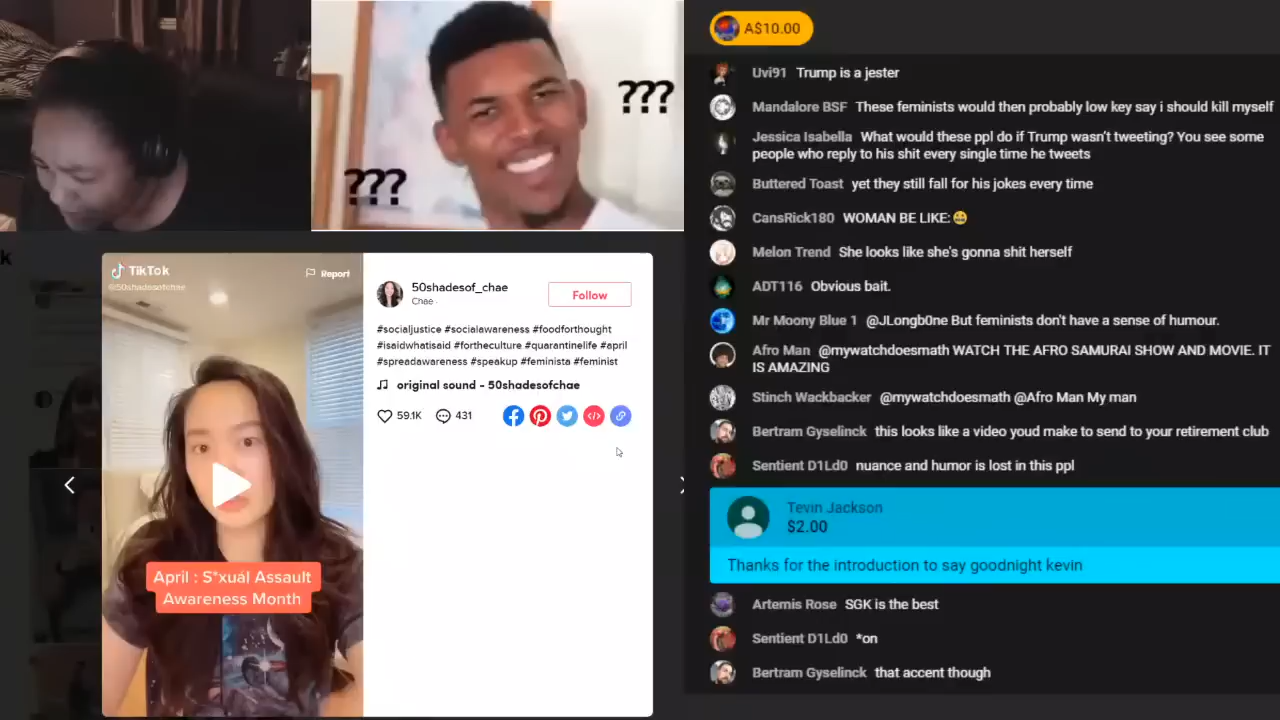 ???
???
k
TikTok
@50shadesofchae
Report
April : S*xual Assault
Awareness Month
50shadesof_chae
Chae ·
Follow
#socialjustice #socialawareness #foodforthought
#isaidwhatisaid #fortheculture #quarantinelife #april
#spreadawareness #speakup #feminista #feminist
original sound - 50shadesofchae
59.1K
431
A$10.00
Uvi91 Trump is a jester
Mandalore BSF These feminists would then probably low key say i should kill myself
Jessica Isabella What would these ppl do if Trump wasn't tweeting? You see some
people who reply to his shit every single time he tweets
Buttered Toast yet they still fall for his jokes every time
CansRick180 WOMAN BE LIKE:😀
Melon Trend She looks like she's gonna shit herself
ADT116 Obvious bait.
Mr Moony Blue 1 @JLongb0ne But feminists don't have a sense of humour.
Afro Man @mywatchdoesmath WATCH THE AFRO SAMURAI SHOW AND MOVIE. IT
IS AMAZING
Stinch Wackbacker @mywatchdoesmath @Afro Man My man
Bertram Gyselinck this looks like a video youd make to send to your retirement club
Sentient D1Ld0 nuance and humor is lost in this ppl
Tevin Jackson
$2.00
Thanks for the introduction to say goodnight kevin
Artemis Rose SGK is the best
Sentient D1Ld0 *on
Bertram Gyselinck that accent though